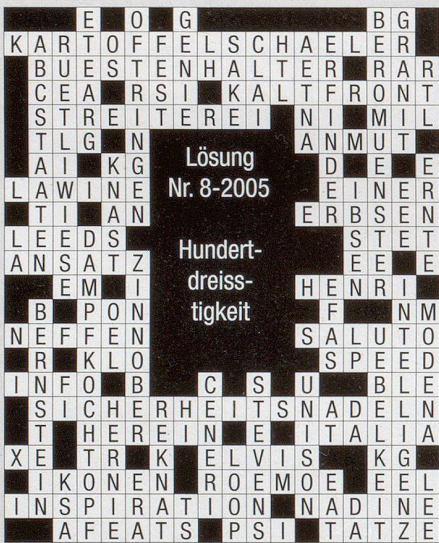 E O G BG
KARTOFFELSCHAELER
BUESTENHALTER RAR
CEA RSI KALTFRONT
STREITEREI NI MIL
TLG N ANMUT
AI KG D E E
LAWINE EINER
TI AN ERBSEN
LEEDS STET
ANSATZ EE E
EM I HENRI
B PON F NM
NEFFEN SALUTO
R KLO SPEED
INFO B C S U BLE
SICHERHEITSNADELN
T HEREIN E ITALIA
XE TR K ELVIS KG
IKONEN ROEMOE EEL
INSPIRATION NADINE
AFEATS PSI TATZE
Lösung
Nr. 8-2005
Hundert-
dreiss-
tigkeit